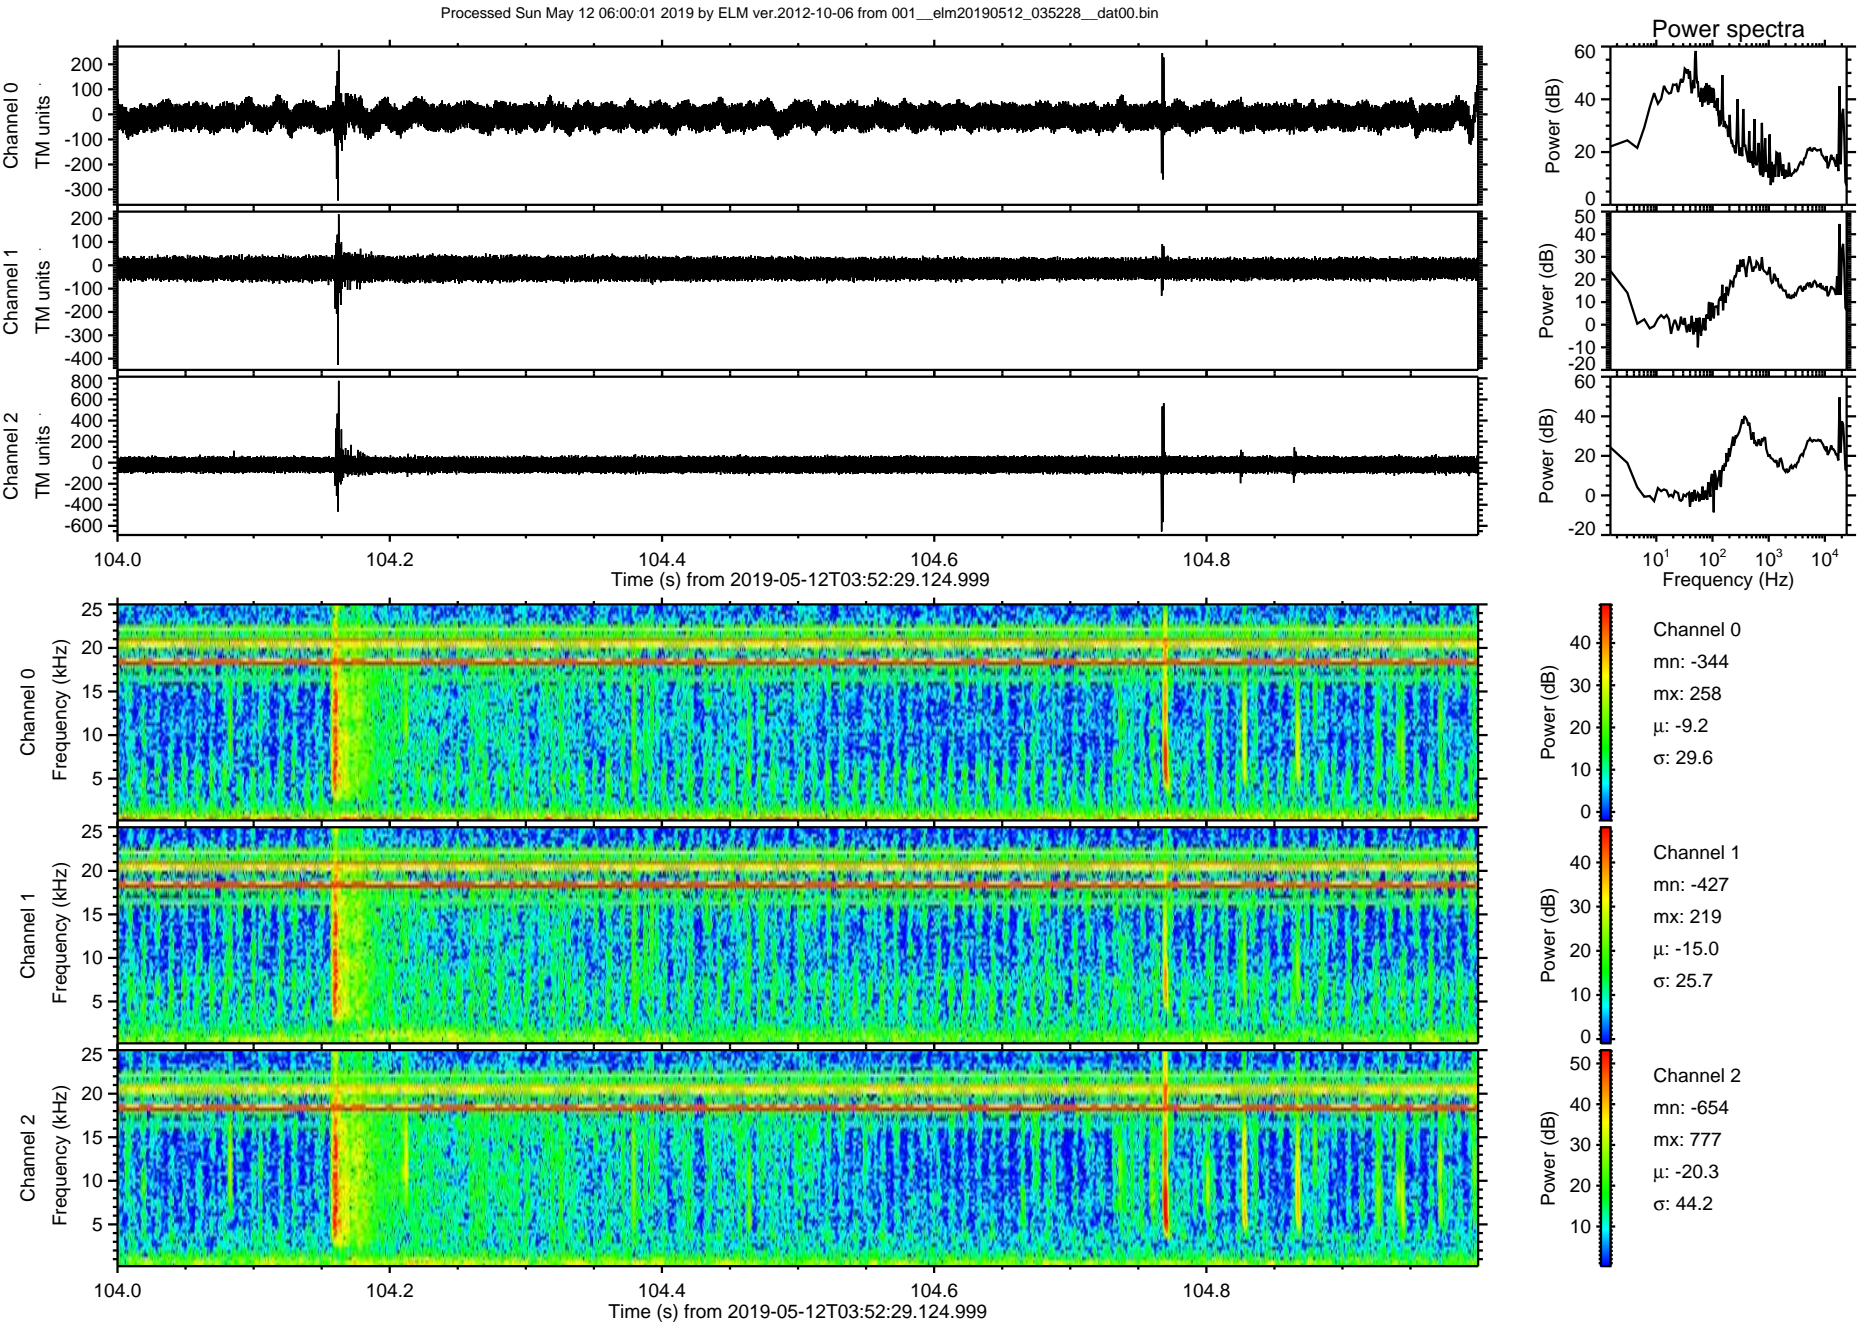 Processed Sun May 12 06:00:01 2019 by ELM ver.2012-10-06 from 001__elm20190512_035228__dat00.bin
Power spectra
Channel 0
TM units
200
100
0
-100
-200
-300
Power (dB)
60
40
20
0
Channel 1
TM units
200
100
0
-100
-200
-300
-400
Power (dB)
50
40
30
20
10
0
-10
-20
Channel 2
TM units
800
600
400
200
0
-200
-400
-600
Power (dB)
60
40
20
0
-20
104.0 104.2 104.4 104.6 104.8
Time (s) from 2019-05-12T03:52:29.124.999
10¹ 10² 10³ 10⁴
Frequency (Hz)
Channel 0
Frequency (kHz)
25
20
15
10
5
Power (dB)
40
30
20
10
0
Channel 0
mn: -344
mx: 258
μ: -9.2
σ: 29.6
Channel 1
Frequency (kHz)
25
20
15
10
5
Power (dB)
40
30
20
10
0
Channel 1
mn: -427
mx: 219
μ: -15.0
σ: 25.7
Channel 2
Frequency (kHz)
25
20
15
10
5
Power (dB)
50
40
30
20
10
Channel 2
mn: -654
mx: 777
μ: -20.3
σ: 44.2
104.0 104.2 104.4 104.6 104.8
Time (s) from 2019-05-12T03:52:29.124.999